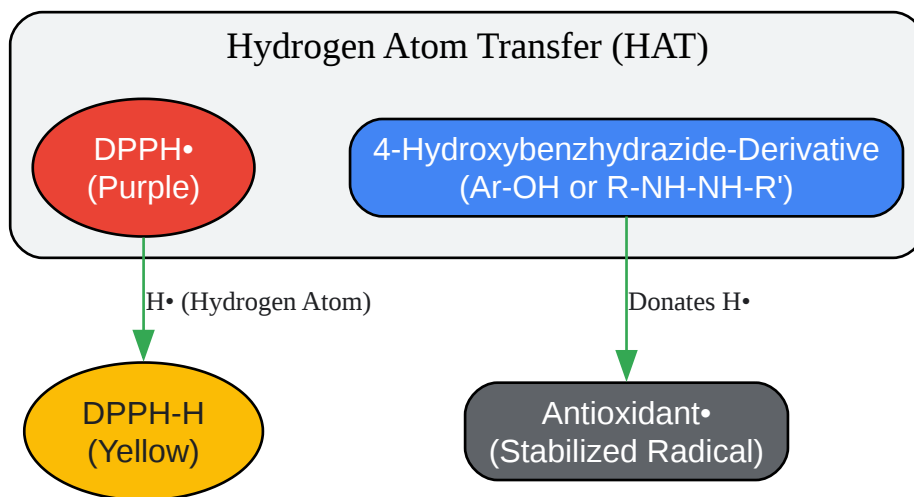 Hydrogen Atom Transfer (HAT)
DPPH•
(Purple)
4-Hydroxybenzhydrazide-Derivative
(Ar-OH or R-NH-NH-R')
H• (Hydrogen Atom)
Donates H•
DPPH-H
(Yellow)
Antioxidant•
(Stabilized Radical)